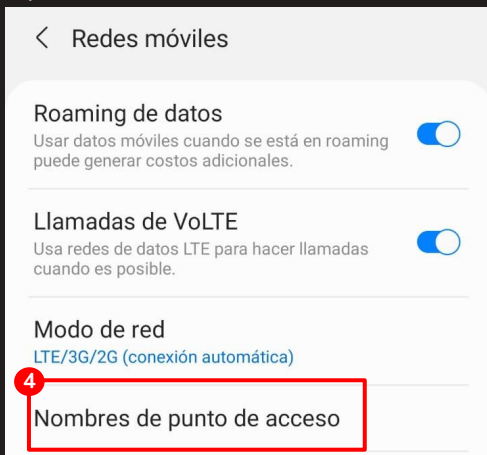 Redes móviles
Roaming de datos
Usar datos móviles cuando se está en roaming
puede generar costos adicionales.
Llamadas de VoLTE
Usa redes de datos LTE para hacer llamadas
cuando es posible.
Modo de red
LTE/3G/2G (conexión automática)
4
Nombres de punto de acceso